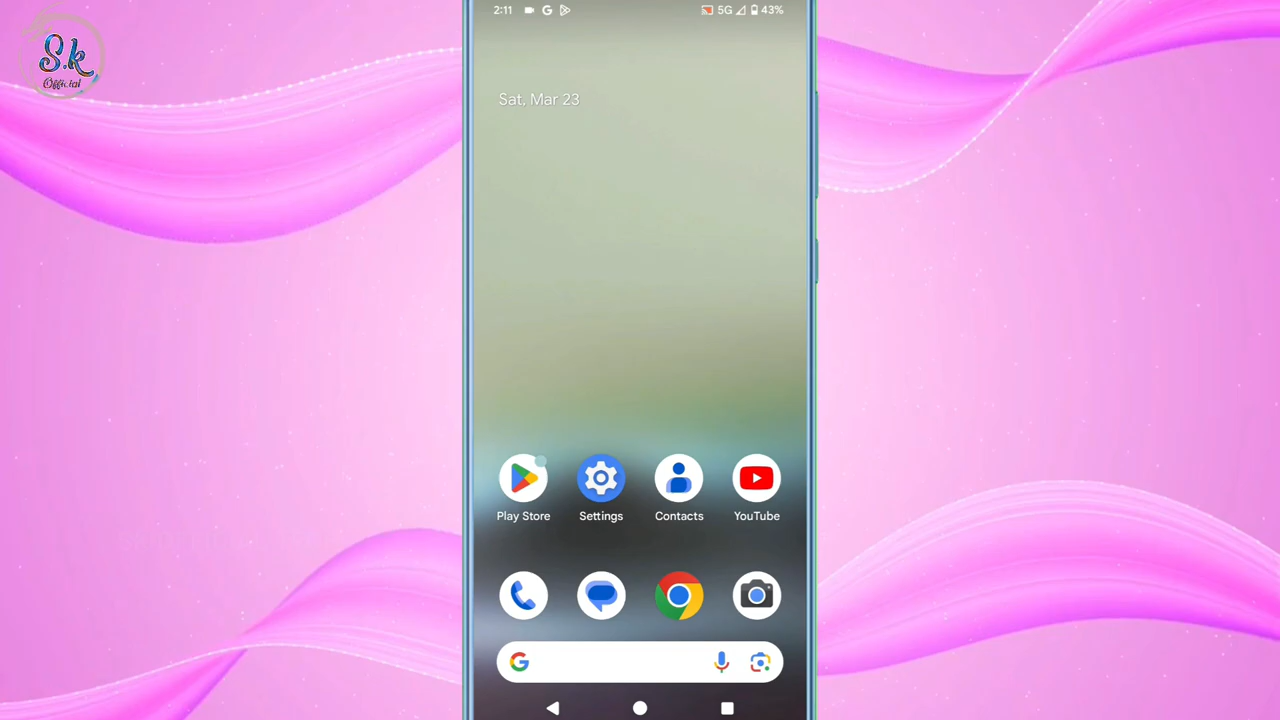 S.k
Official
2:11
5G
43%
Sat, Mar 23
Play Store
Settings
Contacts
YouTube